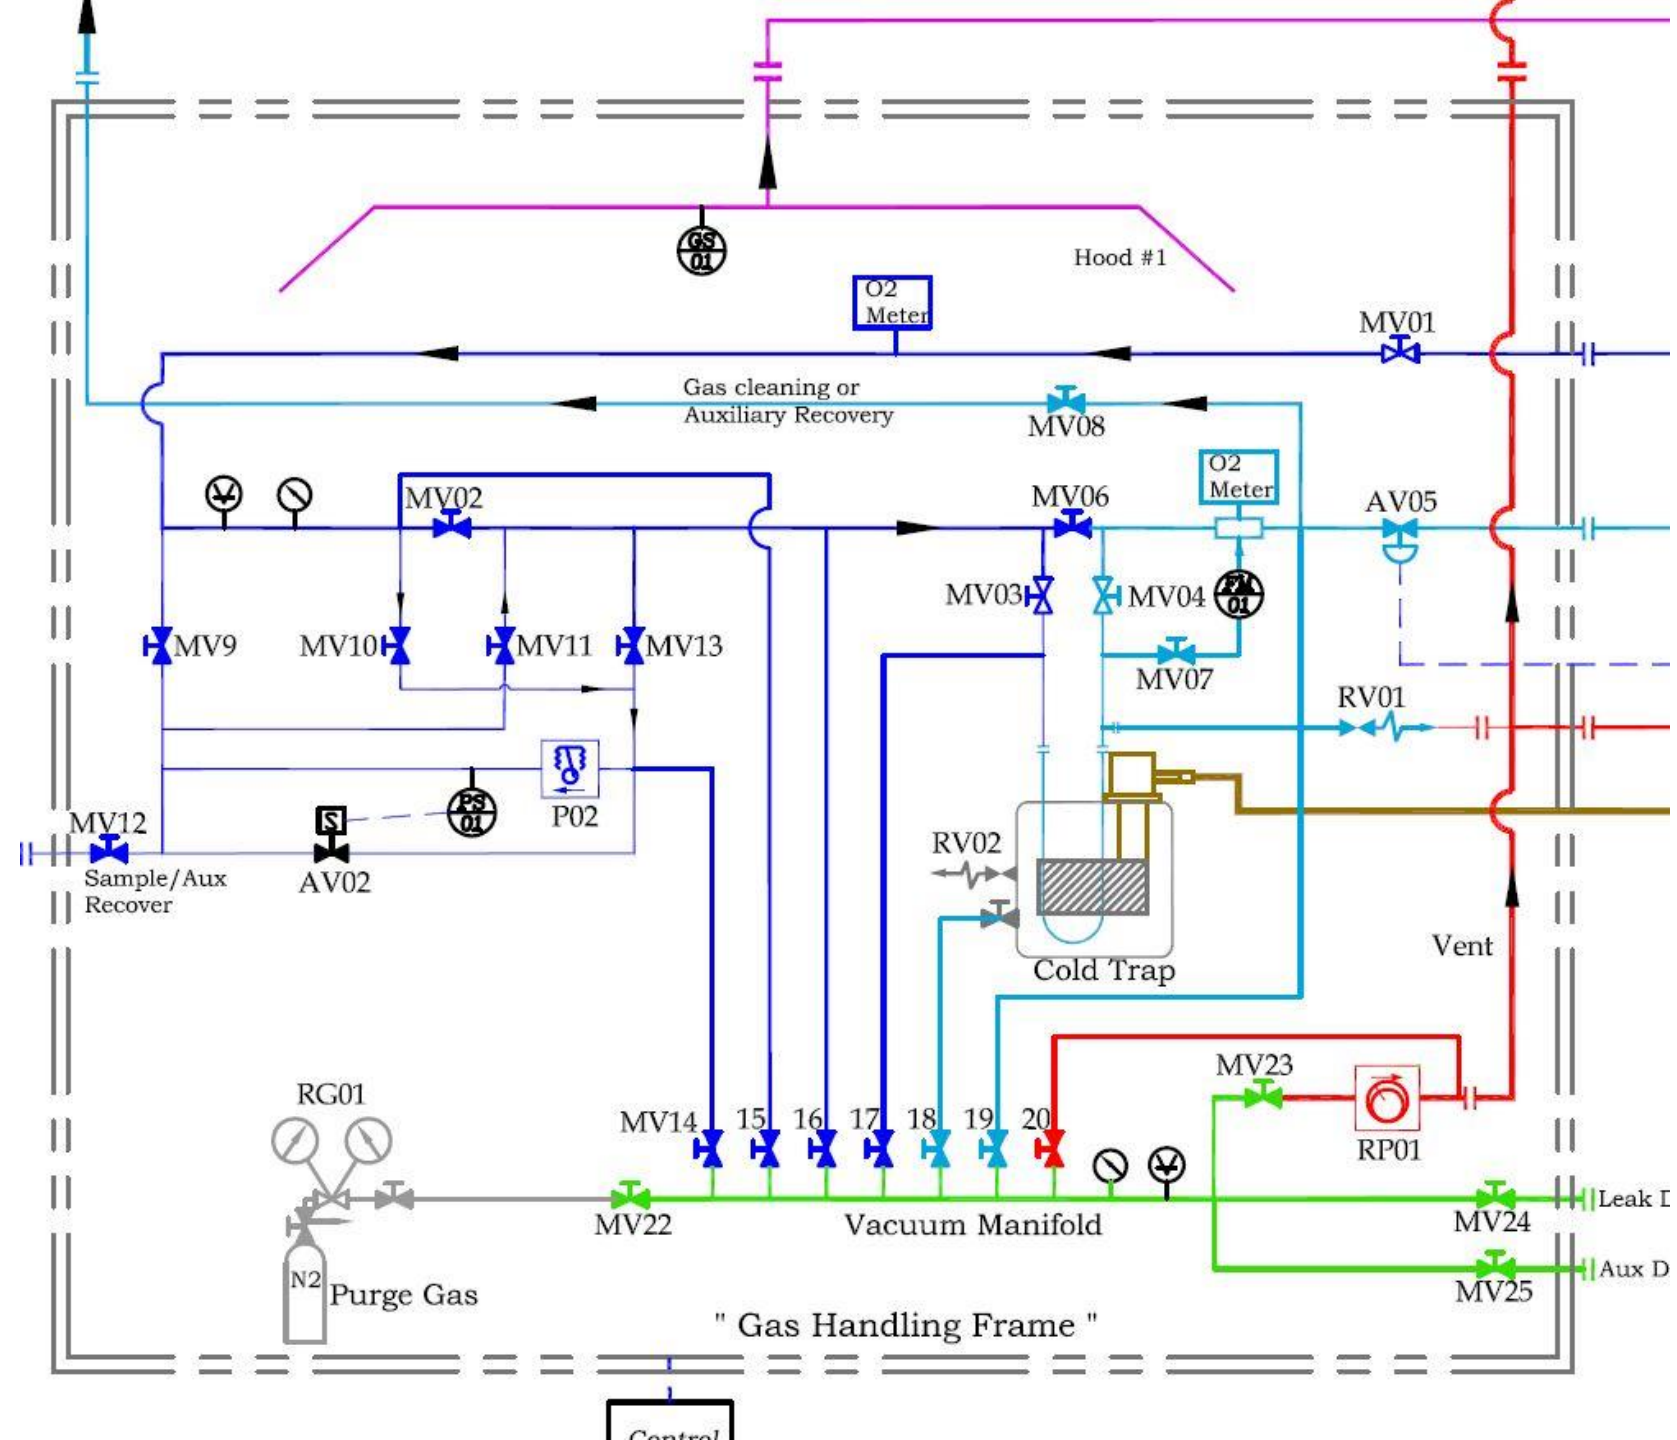 GS
01
Hood #1
O2
Meter
MV01
Gas cleaning or
Auxiliary Recovery
MV08
O2
Meter
MV02
MV06
AV05
MV03
MV04
FM
01
MV9
MV10
MV11
MV13
MV07
RV01
P02
PS
01
MV12
S
AV02
Sample/Aux
Recover
RV02
Cold Trap
Vent
MV23
RG01
MV14
15
16
17
18
19
20
RP01
MV22
Vacuum Manifold
MV24
Leak D
N2
Purge Gas
MV25
Aux D
" Gas Handling Frame "
Control